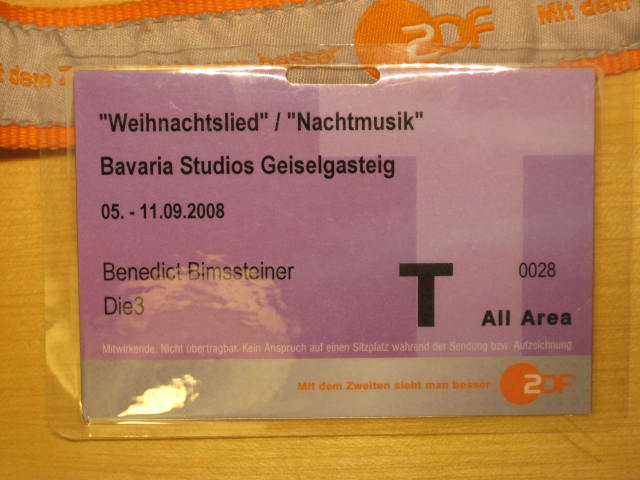 t dem Z
besser
ZDF
Mit dem
"Weihnachtslied" / "Nachtmusik"
Bavaria Studios Geiselgasteig
05. - 11.09.2008
Benedict Bimssteiner
Die3
T
0028
All Area
Mitwirkende. Nicht übertragbar. Kein Anspruch auf einen Sitzplatz während der Sendung bzw. Aufzeichnung.
Mit dem Zweiten sieht man besser
ZDF